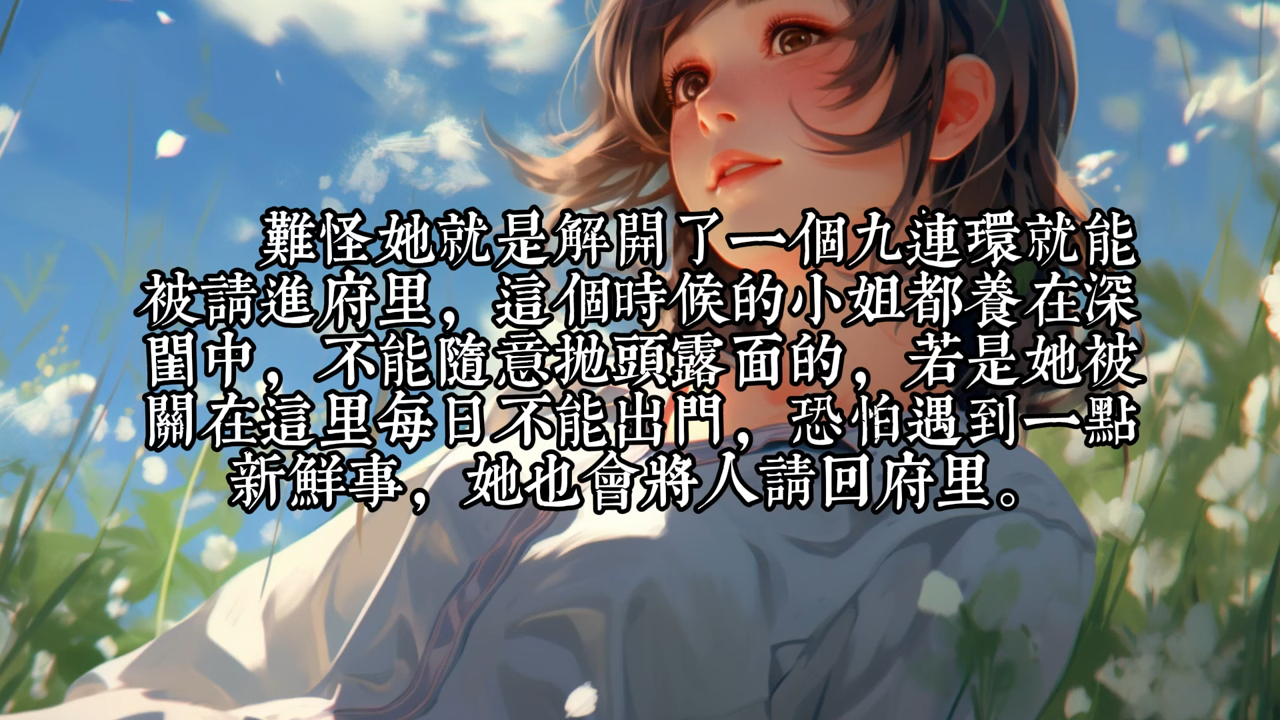 難怪她就是解開了一個九連環就能
被請進府里，這個時候的小姐都養在深
閨中，不能隨意拋頭露面的，若是她被
關在這里每日不能出門，恐怕遇到一點
新鮮事，她也會將人請回府里。